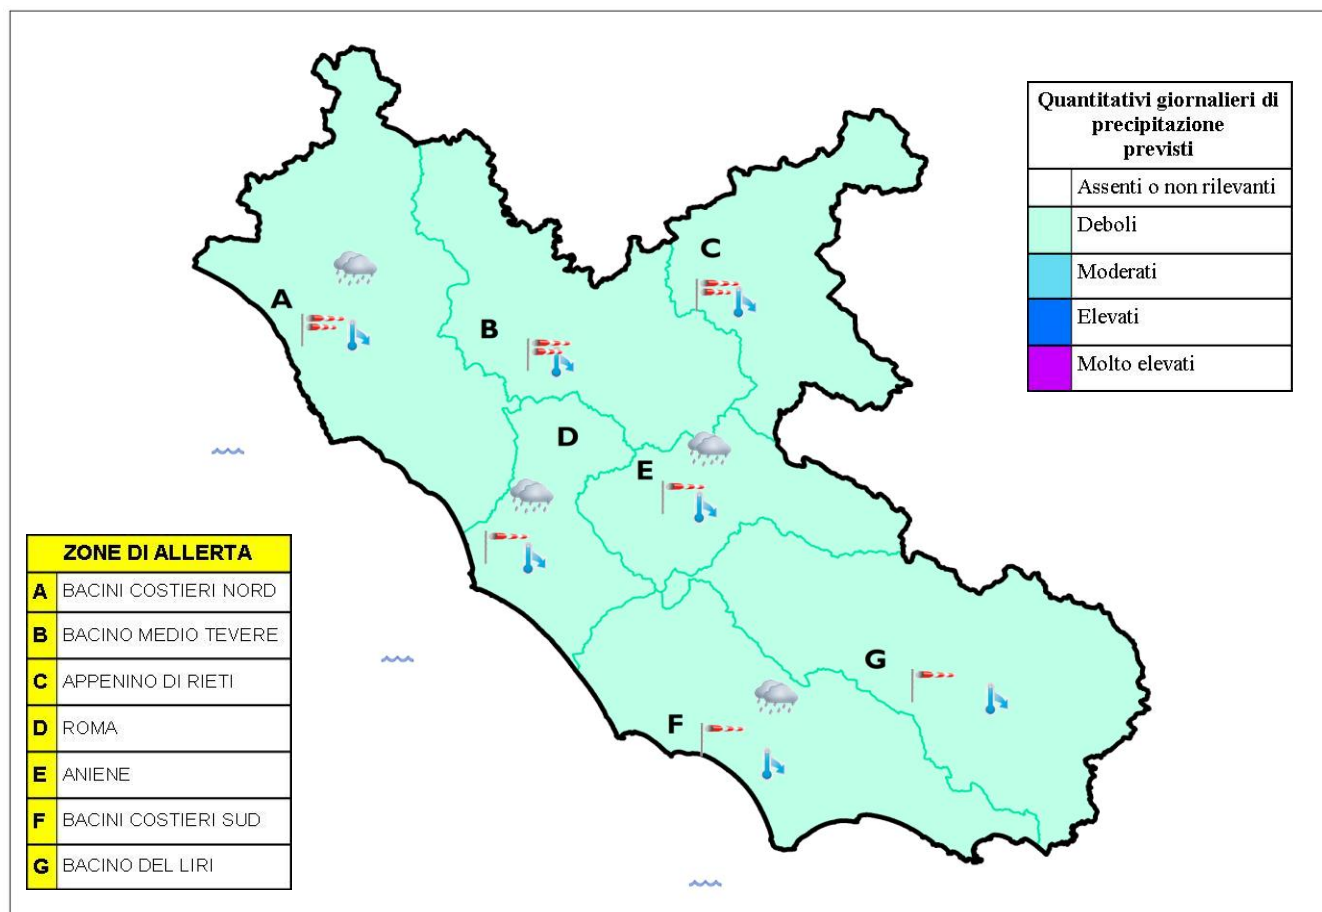 Quantitativi giornalieri di
precipitazione
previsti
Assenti o non rilevanti
Deboli
Moderati
Elevati
Molto elevati
C
A
B
D
E
G
F
ZONE DI ALLERTA
A BACINI COSTIERI NORD
B BACINO MEDIO TEVERE
C APPENINO DI RIETI
D ROMA
E ANIENE
F BACINI COSTIERI SUD
G BACINO DEL LIRI